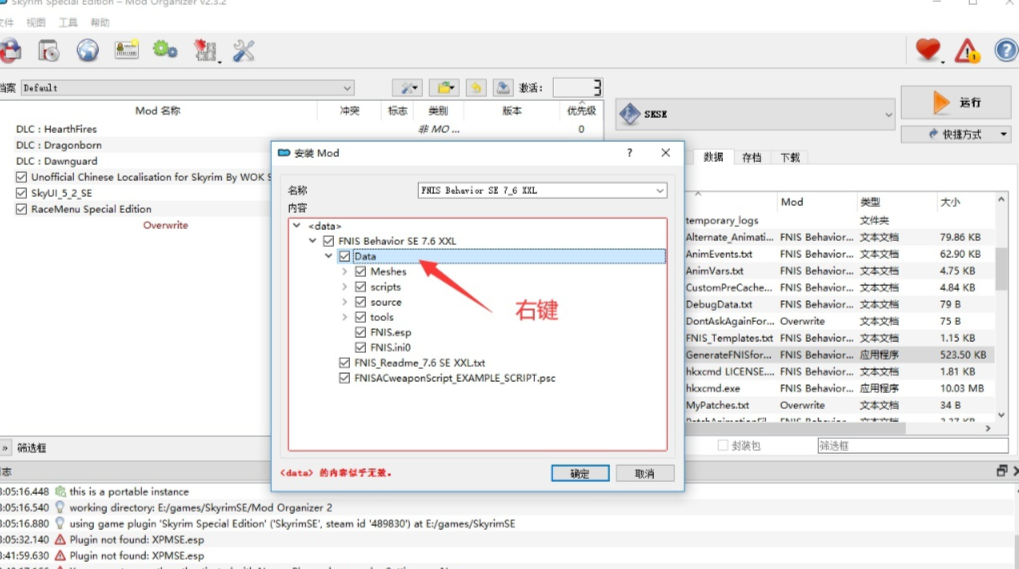 Skyrim Special Edition – Mod Organizer v2.3.2
文件 视图 工具 帮助
Default 激活: 3
Mod 名称 冲突 标志 类别 版本 优先级
DLC : HearthFires 非 MO ... 0
DLC : Dragonborn
DLC : Dawnguard
Unofficial Chinese Localisation for Skyrim By WOK S
SkyUI_5_2_SE
RaceMenu Special Edition
Overwrite
筛选框
SKSE
运行
快捷方式
数据 存档 下载
Mod 类型 大小
temporary_logs 文件夹
Alternate_Animati... FNIS Behavior... 文本文档 79.86 KB
AnimEvents.txt FNIS Behavior... 文本文档 62.90 KB
AnimVars.txt FNIS Behavior... 文本文档 4.75 KB
CustomPreCache... FNIS Behavior... 文本文档 4.84 KB
DebugData.txt FNIS Behavior... 文本文档 79 B
DontAskAgainFor... Overwrite 文本文档 75 B
FNIS_Templates.txt FNIS Behavior... 文本文档 1.15 KB
GenerateFNISfor... FNIS Behavior... 应用程序 523.50 KB
hkxcmd LICENSE.... FNIS Behavior... 文本文档 1.81 KB
hkxcmd.exe FNIS Behavior... 应用程序 10.03 MB
MyPatches.txt Overwrite 文本文档 34 B
封装包 筛选框
安装 Mod ?
名称 FNIS Behavior SE 7_6 XXL
内容
<data>
FNIS Behavior SE 7.6 XXL
Data
Meshes
scripts
source
tools
FNIS.esp
FNIS.ini0
FNIS_Readme_7.6 SE XXL.txt
FNISACweaponScript_EXAMPLE_SCRIPT.psc
右键
<data> 的内容似乎无效。
确定 取消
:05:16.448 this is a portable instance
:05:16.540 working directory: E:/games/SkyrimSE/Mod Organizer 2
:05:16.880 using game plugin 'Skyrim Special Edition' ('SkyrimSE', steam id '489830') at E:/games/SkyrimSE
:05:32.140 Plugin not found: XPMSE.esp
:41:59.630 Plugin not found: XPMSE.esp